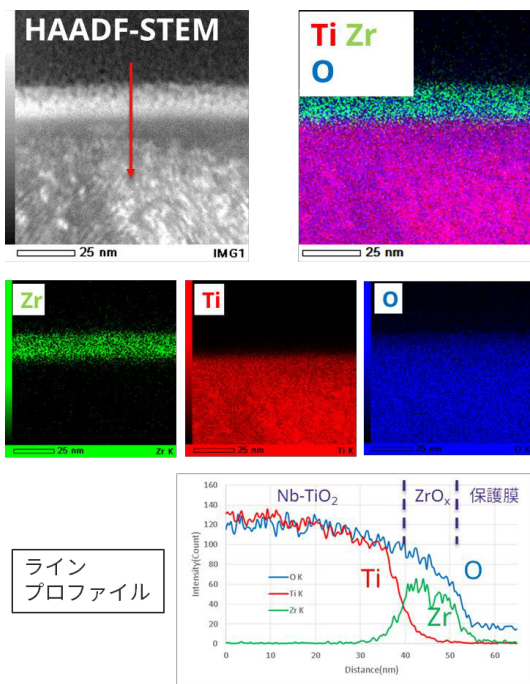 HAADF-STEM
25 nm
IMG1
Ti Zr
O
25 nm
Zr
25 nm
Zr K
Ti
25 nm
Ti K
O
25 nm
ライン
プロファイル
Nb-TiO₂
ZrOₓ
保護膜
Intensity(Count)
160
140
120
100
80
60
40
20
0
O K
Ti K
Zr K
Ti
O
Zr
0
10
20
30
40
50
60
Distance(nm)